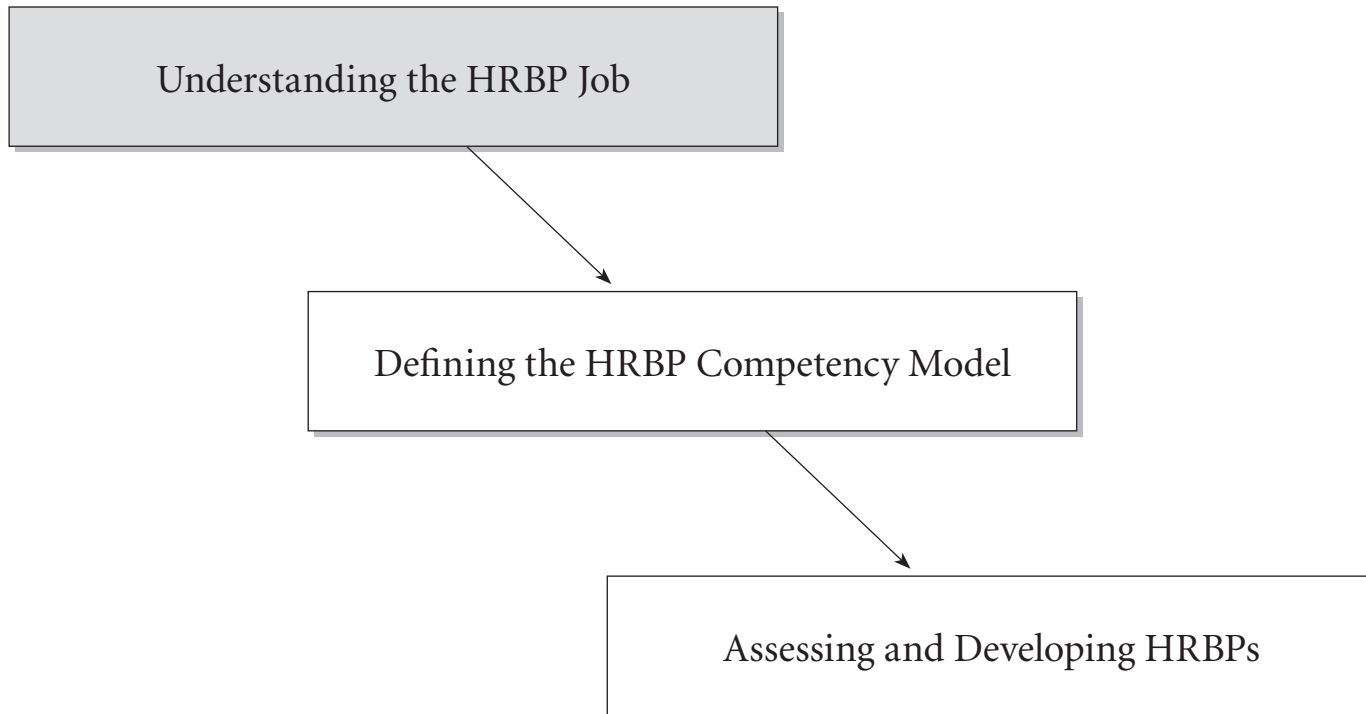 Understanding the HRBP Job
Defining the HRBP Competency Model
Assessing and Developing HRBPs